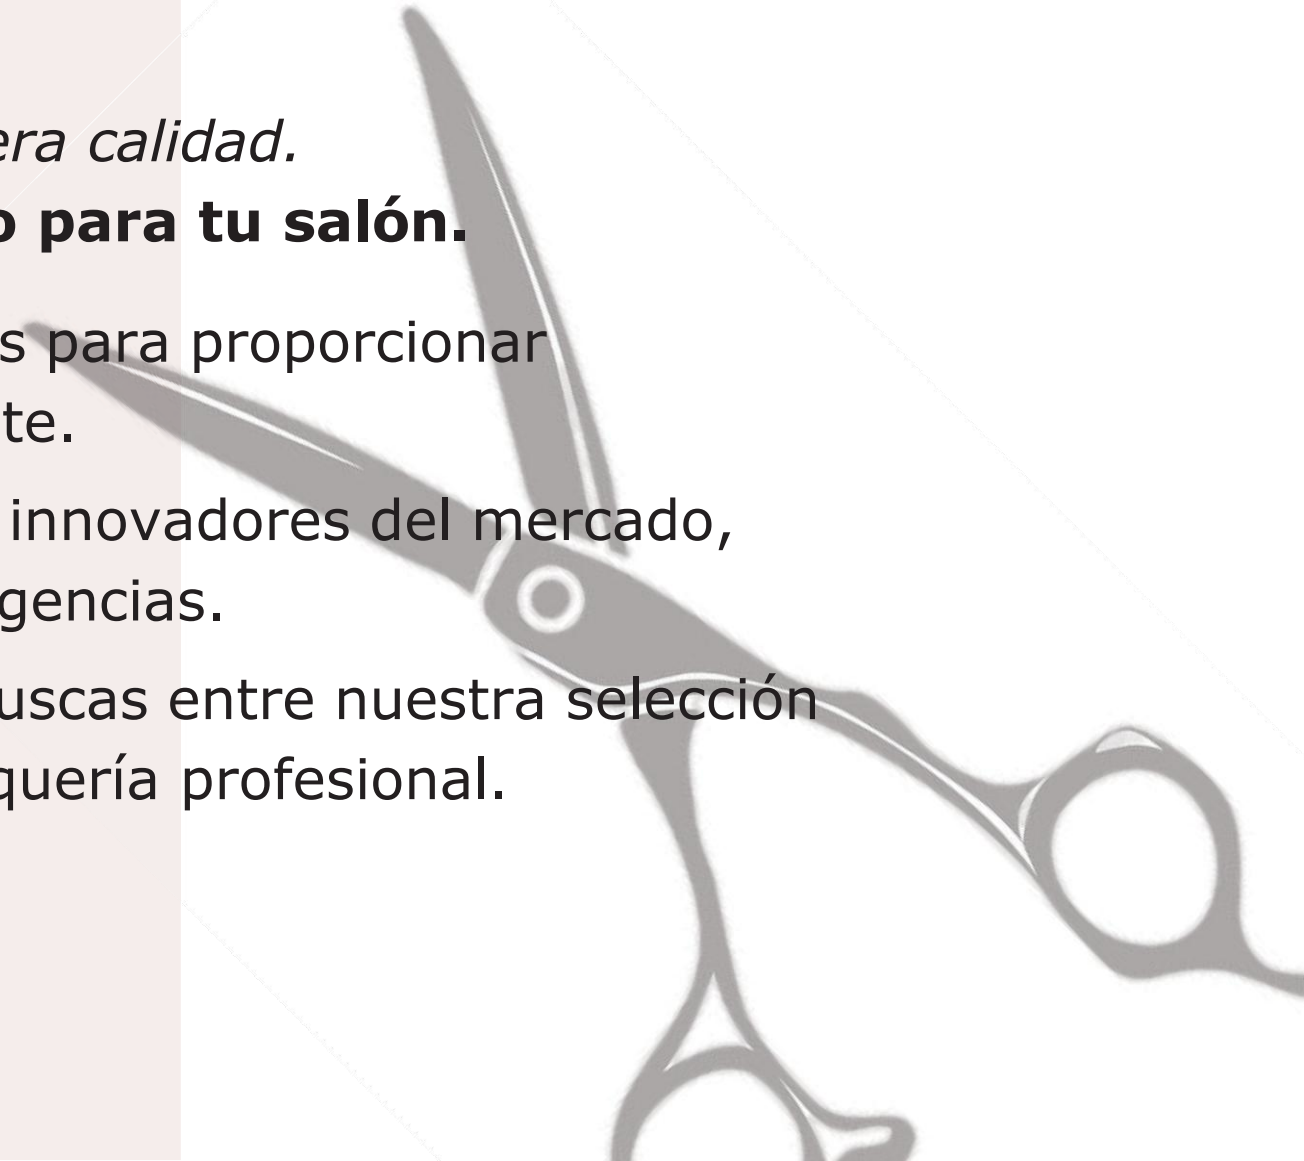 era calidad.
o para tu salón.
s para proporcionar
te.
innovadores del mercado,
gencias.
uscas entre nuestra selección
quería profesional.